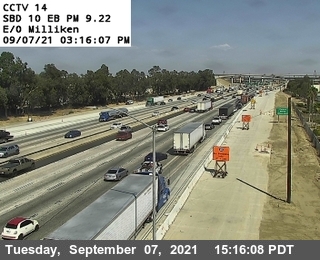 CCTV 14
SBD 10 EB PM 9.22
E/O Milliken
09/07/21 03:16:07 PM
Tuesday, September 07, 2021 15:16:08 PDT